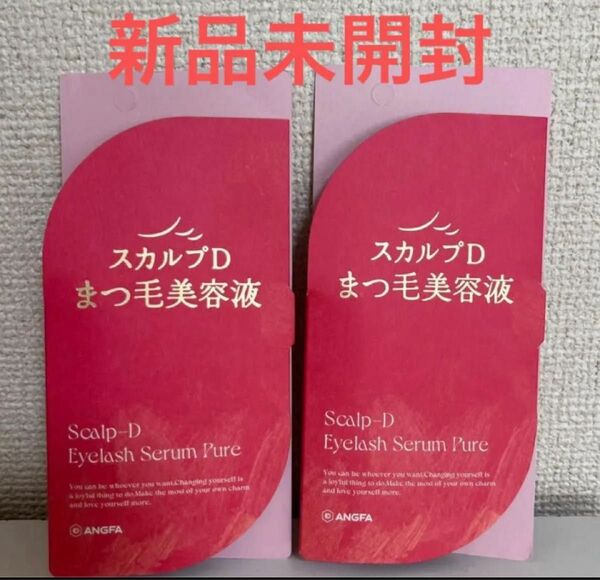 新品未開封
スカルプD
まつ毛美容液
Scalp-D
Eyelash Serum Pure
You can be whoever you want.Changing yourself is
a joyful thing to do.Make the most of your own charm
and love yourself more.
ANGFA
スカルプD
まつ毛美容液
Scalp-D
Eyelash Serum Pure
You can be whoever you want.Changing yourself is
a joyful thing to do.Make the most of your own charm
and love yourself more.
ANGFA